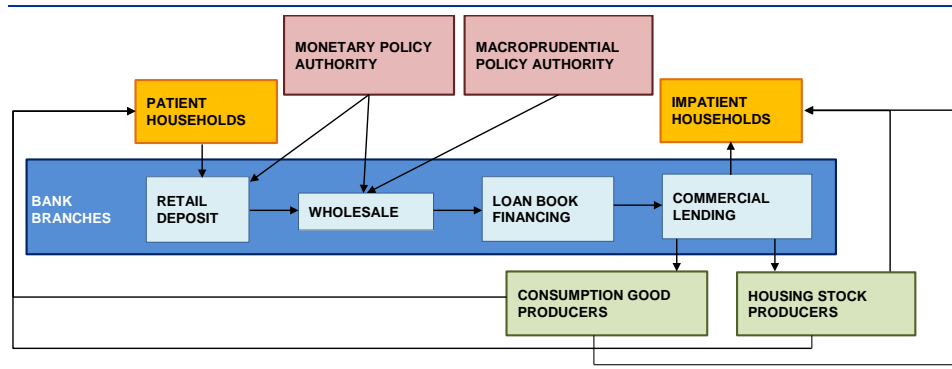 MONETARY POLICY
AUTHORITY
MACROPRUDENTIAL
POLICY AUTHORITY
PATIENT
HOUSEHOLDS
IMPATIENT
HOUSEHOLDS
BANK
BRANCHES
RETAIL
DEPOSIT
WHOLESALE
LOAN BOOK
FINANCING
COMMERCIAL
LENDING
CONSUMPTION GOOD
PRODUCERS
HOUSING STOCK
PRODUCERS